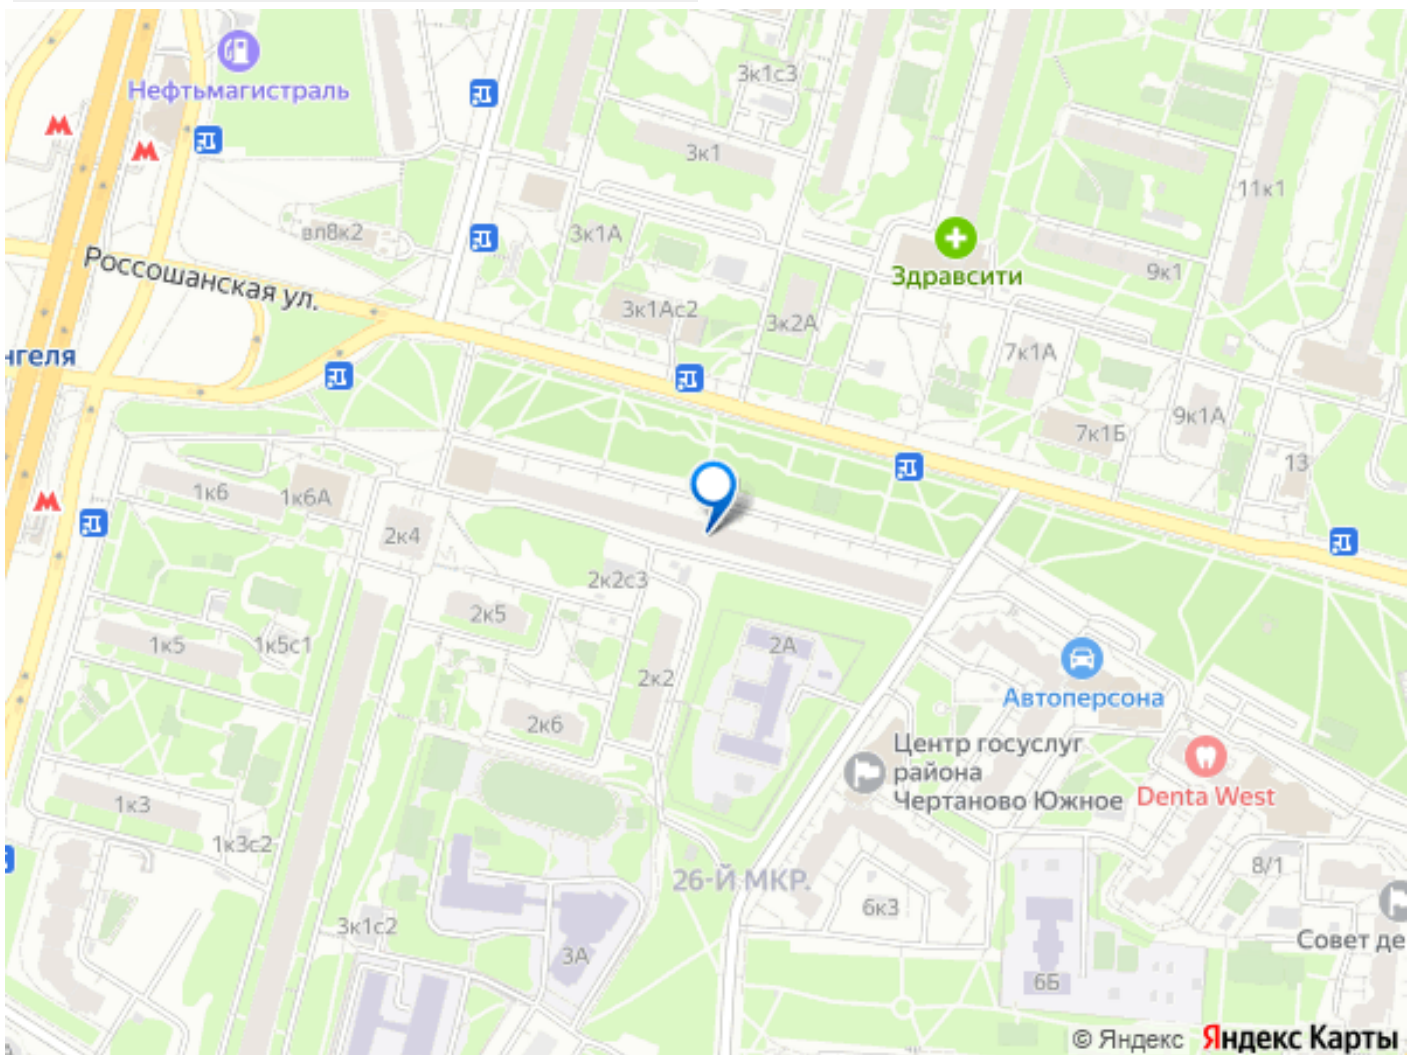 Нефтьмагистраль
3к1с3
3к1
11к1
вл8к2
3к1А
Россошанская ул.
Здравсити
9к1
3к1Ас2
3к2А
нгеля
7к1А
9к1А
7к1Б
13
1к6
1к6А
2к4
2к2с3
2к5
1к5
1к5с1
2А
2к2
Автоперсона
2к6
Центр госуслуг
района
Чертаново Южное
Denta West
1к3
1к3с2
26-Й МКР.
8/1
6к3
3к1с2
Совет де
3А
6Б
© Яндекс Яндекс Карты